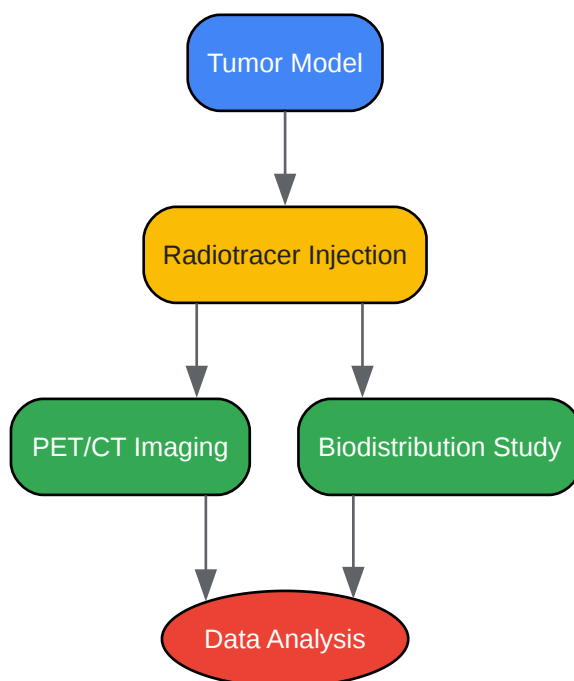 Tumor Model
Radiotracer Injection
PET/CT Imaging
Biodistribution Study
Data Analysis